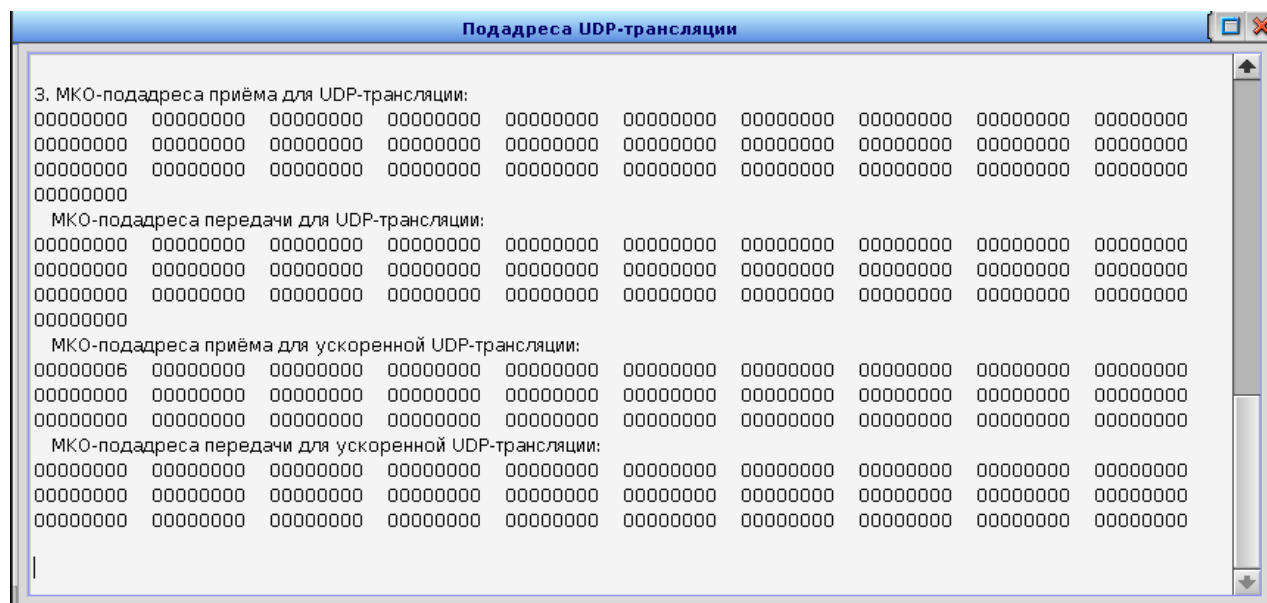 Подадреса UDP-трансляции
3. МКО-подадреса приёма для UDP-трансляции:
00000000 00000000 00000000 00000000 00000000 00000000 00000000 00000000 00000000 00000000
00000000 00000000 00000000 00000000 00000000 00000000 00000000 00000000 00000000 00000000
00000000 00000000 00000000 00000000 00000000 00000000 00000000 00000000 00000000 00000000
00000000
МКО-подадреса передачи для UDP-трансляции:
00000000 00000000 00000000 00000000 00000000 00000000 00000000 00000000 00000000 00000000
00000000 00000000 00000000 00000000 00000000 00000000 00000000 00000000 00000000 00000000
00000000 00000000 00000000 00000000 00000000 00000000 00000000 00000000 00000000 00000000
00000000
МКО-подадреса приёма для ускоренной UDP-трансляции:
00000006 00000000 00000000 00000000 00000000 00000000 00000000 00000000 00000000 00000000
00000000 00000000 00000000 00000000 00000000 00000000 00000000 00000000 00000000 00000000
00000000 00000000 00000000 00000000 00000000 00000000 00000000 00000000 00000000 00000000
МКО-подадреса передачи для ускоренной UDP-трансляции:
00000000 00000000 00000000 00000000 00000000 00000000 00000000 00000000 00000000 00000000
00000000 00000000 00000000 00000000 00000000 00000000 00000000 00000000 00000000 00000000
00000000 00000000 00000000 00000000 00000000 00000000 00000000 00000000 00000000 00000000